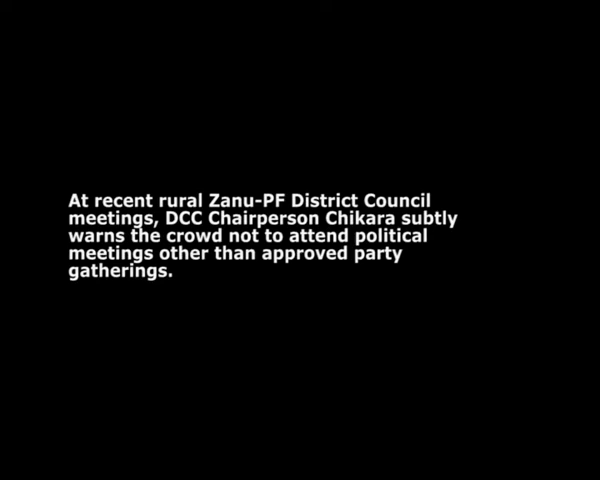 At recent rural Zanu-PF District Council
meetings, DCC Chairperson Chikara subtly
warns the crowd not to attend political
meetings other than approved party
gatherings.